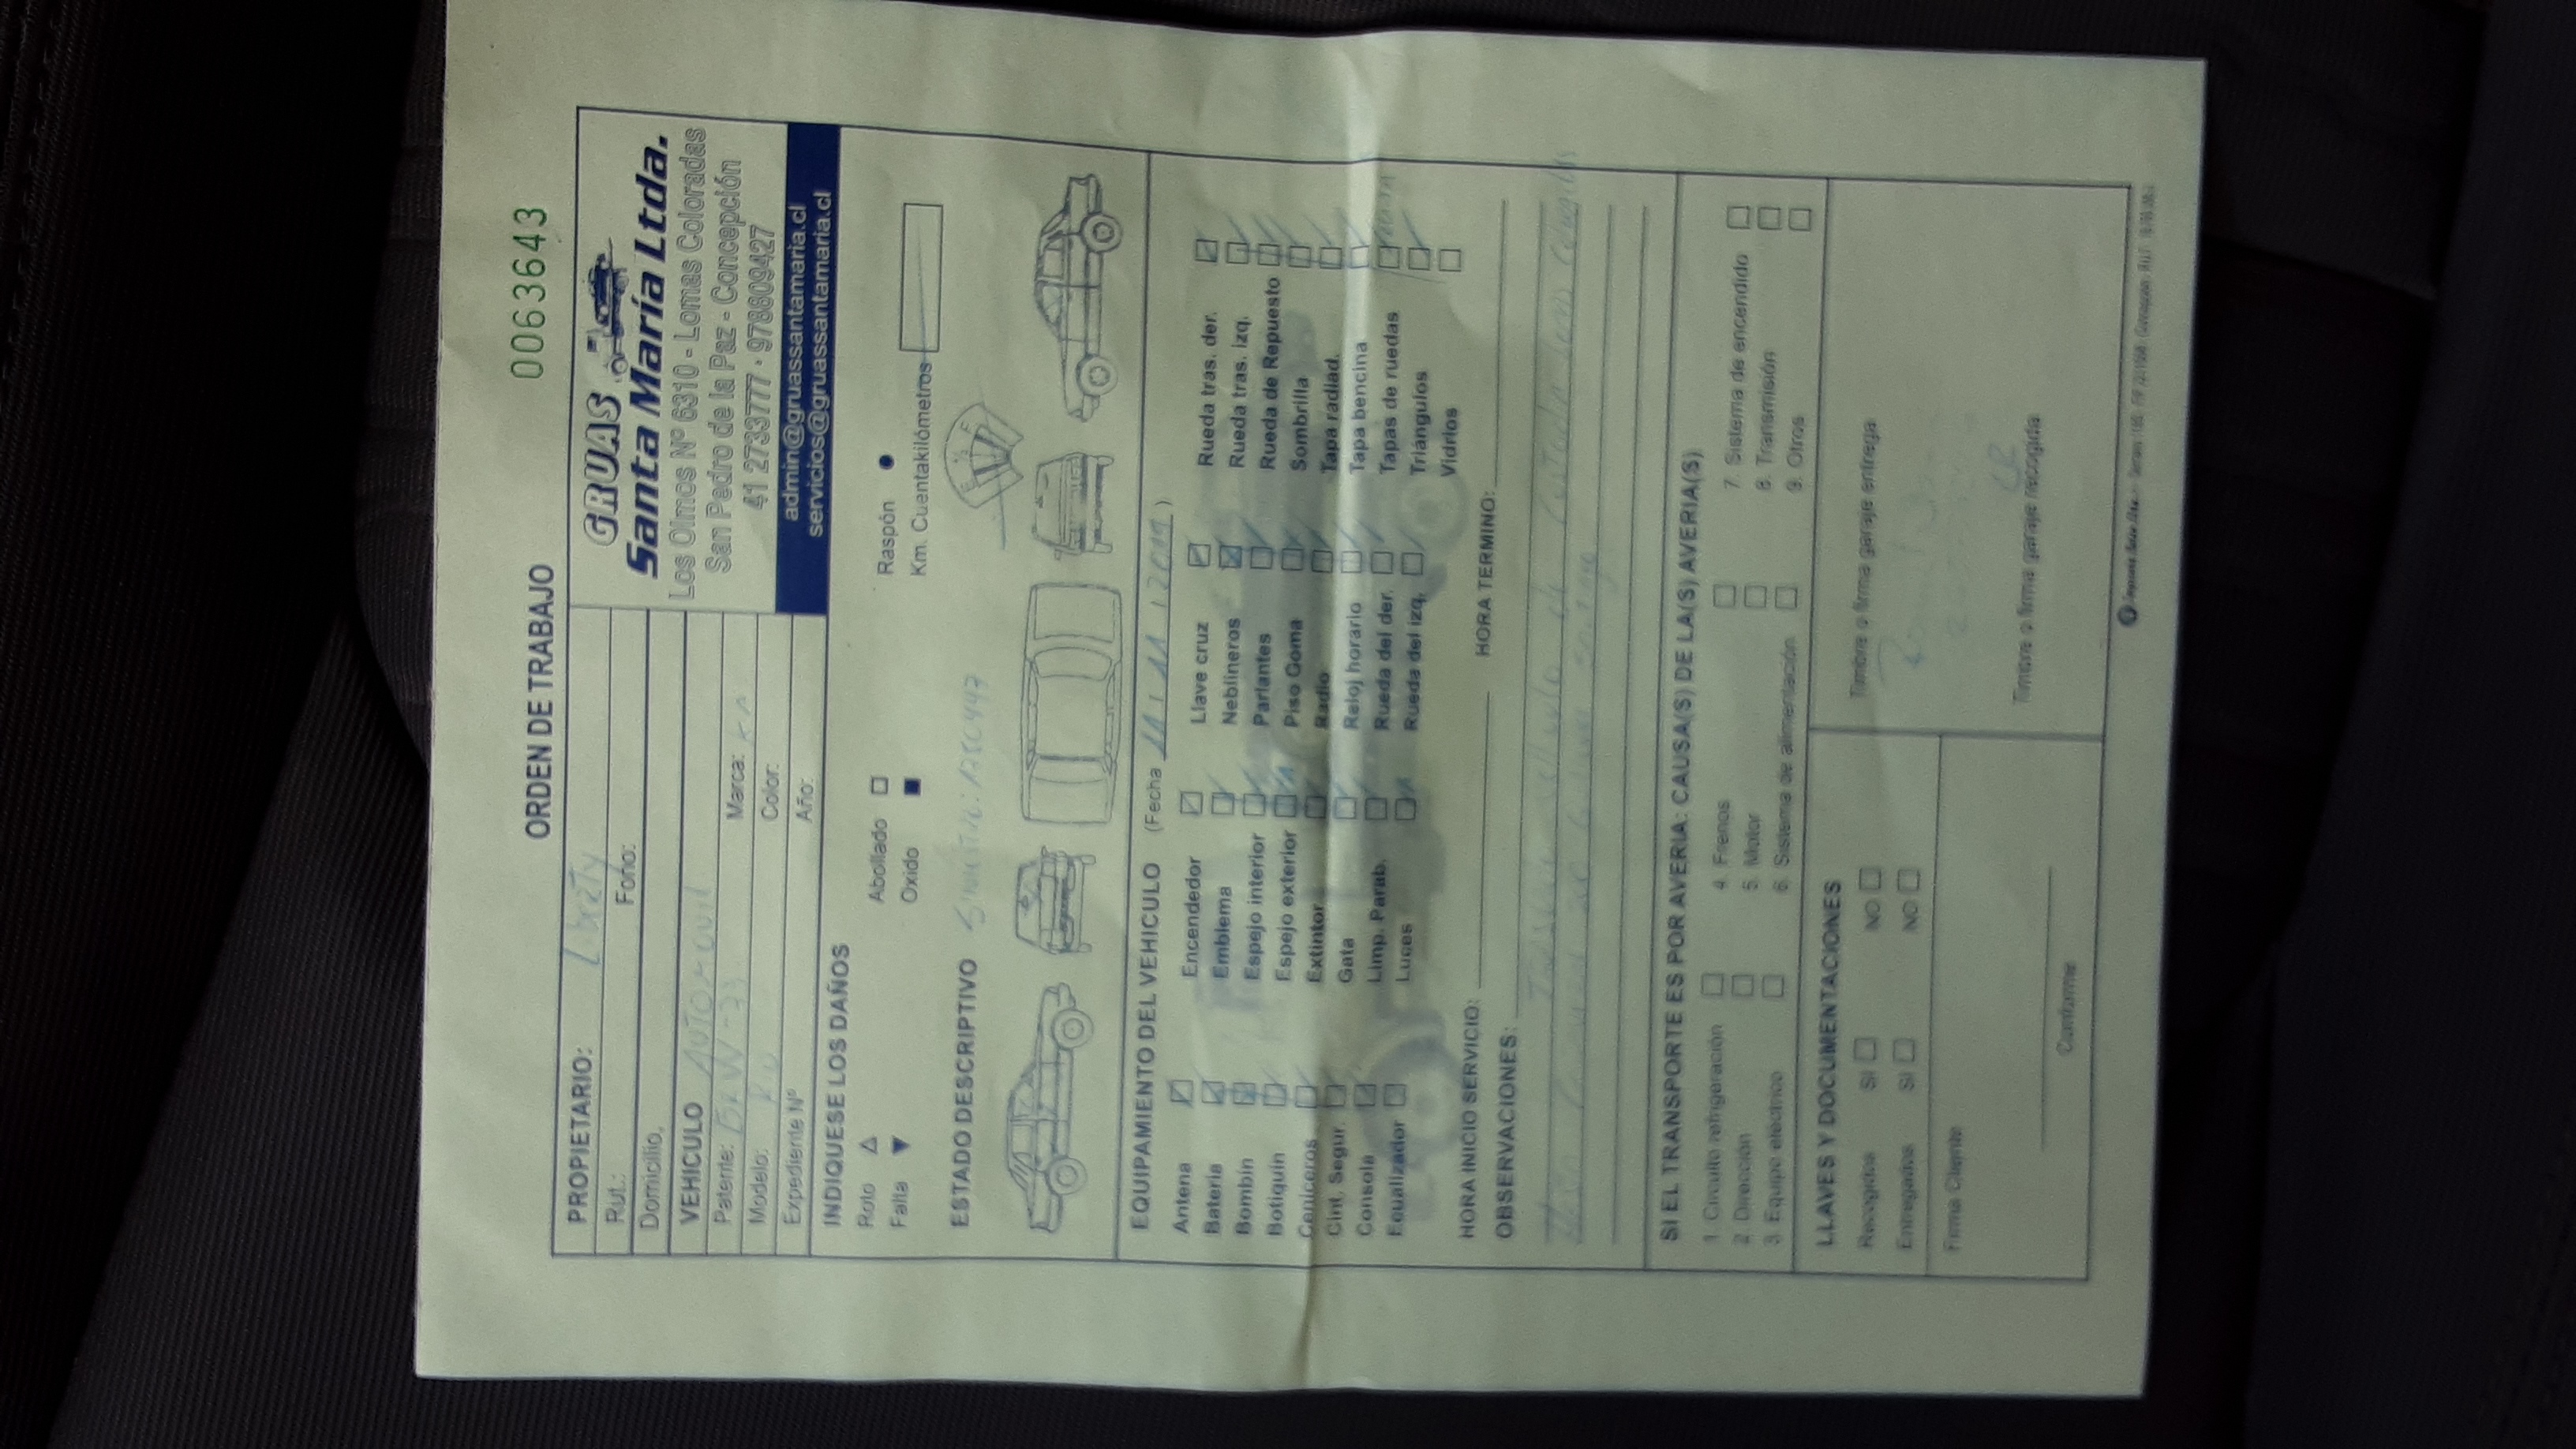 0063643
ORDEN DE TRABAJO
GRUAS
Santa María Ltda.
Los Olmos Nº 6310 - Lomas Coloradas
San Pedro de la Paz - Concepción
41 2733777 · 978809427
admin@gruassantamaria.cl
servicios@gruassantamaria.cl
PROPIETARIO: Liberty
Rut.: Fono:
Domicilio.
VEHICULO AUTOMOVIL
Patente: Marca: KIA
Modelo: Rio Color:
Expediente Nº Año:
INDIQUESE LOS DAÑOS
Roto Abollado Raspón
Falta Oxido Km. Cuentakilómetros
ESTADO DESCRIPTIVO
E ½ F
EQUIPAMIENTO DEL VEHICULO (Fecha )
Antena Encendedor Llave cruz Rueda tras. der.
Bateria Emblema Neblineros Rueda tras. izq.
Bombin Espejo interior Parlantes Rueda de Repuesto
Botiquin Espejo exterior Piso Goma Sombrilla
Ceniceros Extintor Radio Tapa radiad.
Cint. Segur. Gata Reloj horario Tapa bencina
Consola Limp. Parab. Rueda del der. Tapas de ruedas
Ecualizador Luces Rueda del izq. Triángulos
Vidrios
HORA INICIO SERVICIO: HORA TERMINO:
OBSERVACIONES:
SI EL TRANSPORTE ES POR AVERIA: CAUSA(S) DE LA(S) AVERIA(S)
1. Circuito refrigeración 4. Frenos 7. Sistema de encendido
2. Dirección 5. Motor 8. Transmisión
3. Equipo eléctrico 6. Sistema de alimentación 9. Otros
LLAVES Y DOCUMENTACIONES
Recogidas SI NO
Entregadas SI NO
Timbre o firma garaje entrega
Timbre o firma garaje recogida
Firma Cliente
Conforme